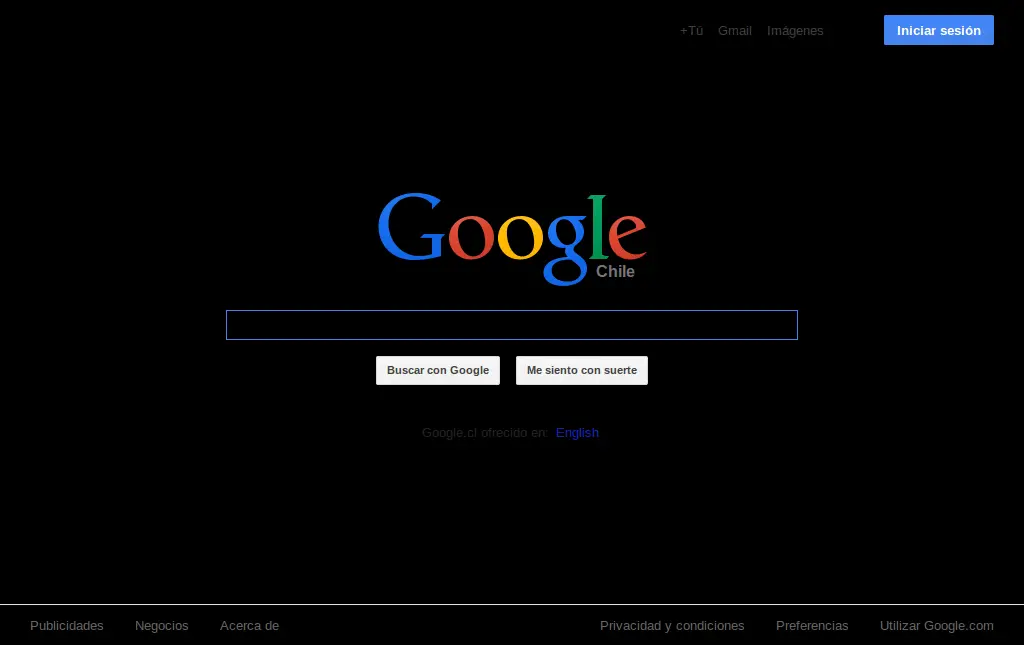 +Tú Gmail Imágenes Iniciar sesión
Google
Chile
Buscar con Google Me siento con suerte
Google.cl ofrecido en: English
Publicidades Negocios Acerca de Privacidad y condiciones Preferencias Utilizar Google.com